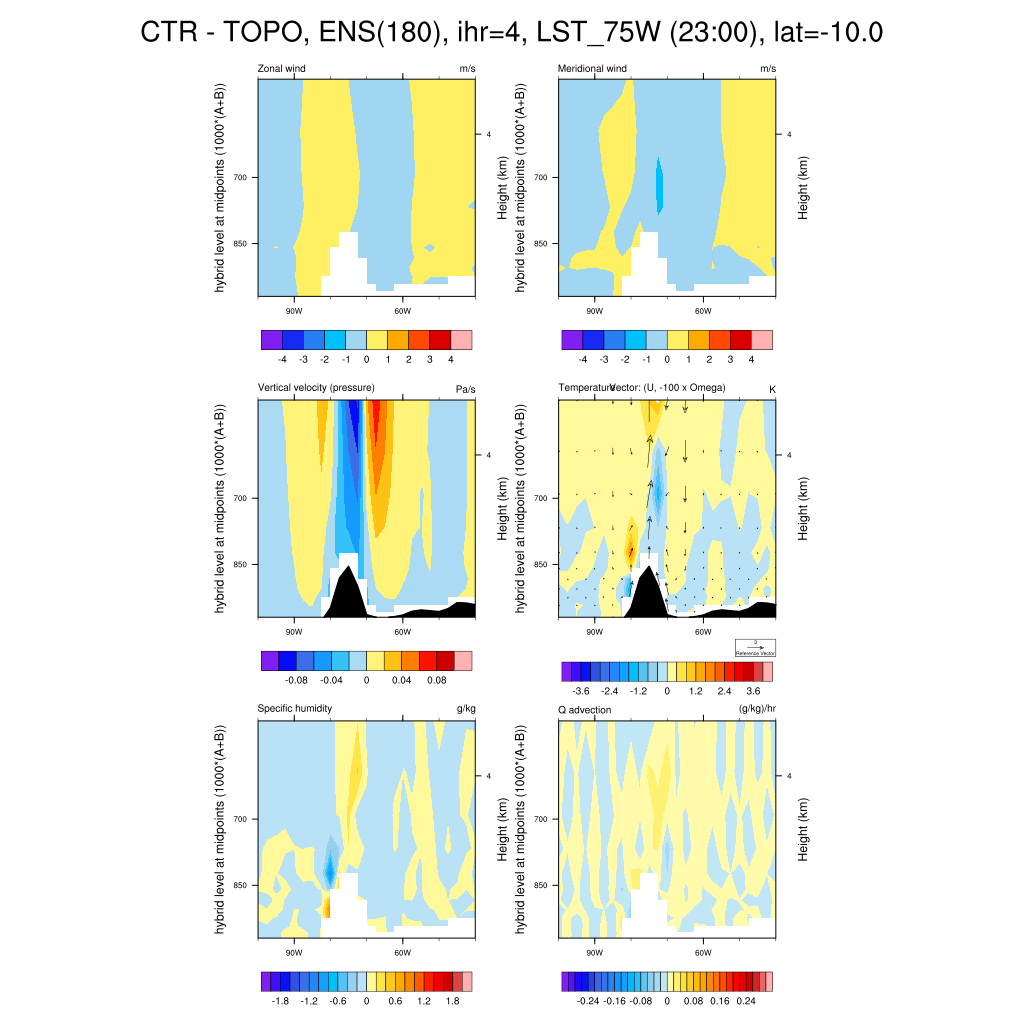 CTR - TOPO, ENS(180), ihr=4, LST_75W (23:00), lat=-10.0
Zonal wind m/s
hybrid level at midpoints (1000*(A+B))
700
850
4
Height (km)
90W 60W
-4 -3 -2 -1 0 1 2 3 4
Meridional wind m/s
hybrid level at midpoints (1000*(A+B))
700
850
4
Height (km)
90W 60W
-4 -3 -2 -1 0 1 2 3 4
Vertical velocity (pressure) Pa/s
hybrid level at midpoints (1000*(A+B))
700
850
4
Height (km)
90W 60W
-0.08 -0.04 0 0.04 0.08
Temperature Vector: (U, -100 x Omega) K
hybrid level at midpoints (1000*(A+B))
700
850
4
Height (km)
90W 60W
3
Reference Vector
-3.6 -2.4 -1.2 0 1.2 2.4 3.6
Specific humidity g/kg
hybrid level at midpoints (1000*(A+B))
700
850
4
Height (km)
90W 60W
-1.8 -1.2 -0.6 0 0.6 1.2 1.8
Q advection (g/kg)/hr
hybrid level at midpoints (1000*(A+B))
700
850
4
Height (km)
90W 60W
-0.24 -0.16 -0.08 0 0.08 0.16 0.24